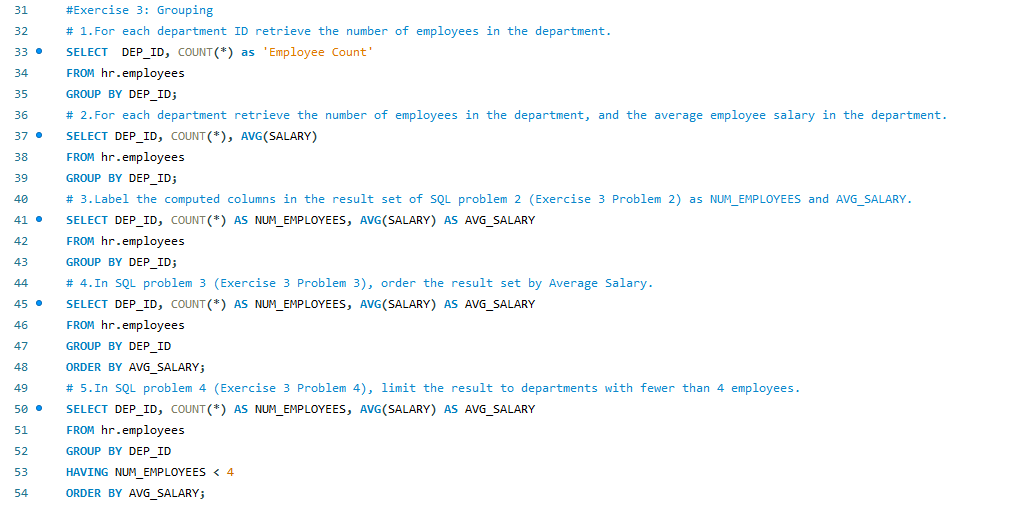 31 #Exercise 3: Grouping
32 # 1.For each department ID retrieve the number of employees in the department.
33 SELECT  DEP_ID, COUNT(*) as 'Employee Count'
34 FROM hr.employees
35 GROUP BY DEP_ID;
36 # 2.For each department retrieve the number of employees in the department, and the average employee salary in the department.
37 SELECT DEP_ID, COUNT(*), AVG(SALARY)
38 FROM hr.employees
39 GROUP BY DEP_ID;
40 # 3.Label the computed columns in the result set of SQL problem 2 (Exercise 3 Problem 2) as NUM_EMPLOYEES and AVG_SALARY.
41 SELECT DEP_ID, COUNT(*) AS NUM_EMPLOYEES, AVG(SALARY) AS AVG_SALARY
42 FROM hr.employees
43 GROUP BY DEP_ID;
44 # 4.In SQL problem 3 (Exercise 3 Problem 3), order the result set by Average Salary.
45 SELECT DEP_ID, COUNT(*) AS NUM_EMPLOYEES, AVG(SALARY) AS AVG_SALARY
46 FROM hr.employees
47 GROUP BY DEP_ID
48 ORDER BY AVG_SALARY;
49 # 5.In SQL problem 4 (Exercise 3 Problem 4), limit the result to departments with fewer than 4 employees.
50 SELECT DEP_ID, COUNT(*) AS NUM_EMPLOYEES, AVG(SALARY) AS AVG_SALARY
51 FROM hr.employees
52 GROUP BY DEP_ID
53 HAVING NUM_EMPLOYEES < 4
54 ORDER BY AVG_SALARY;